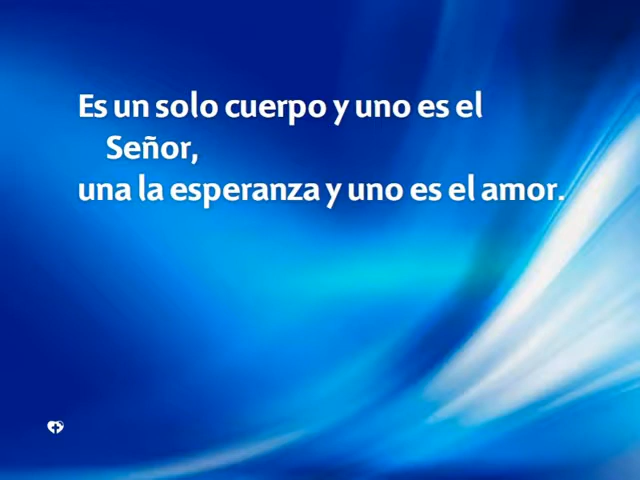 Es un solo cuerpo y uno es el
Señor,
una la esperanza y uno es el amor.